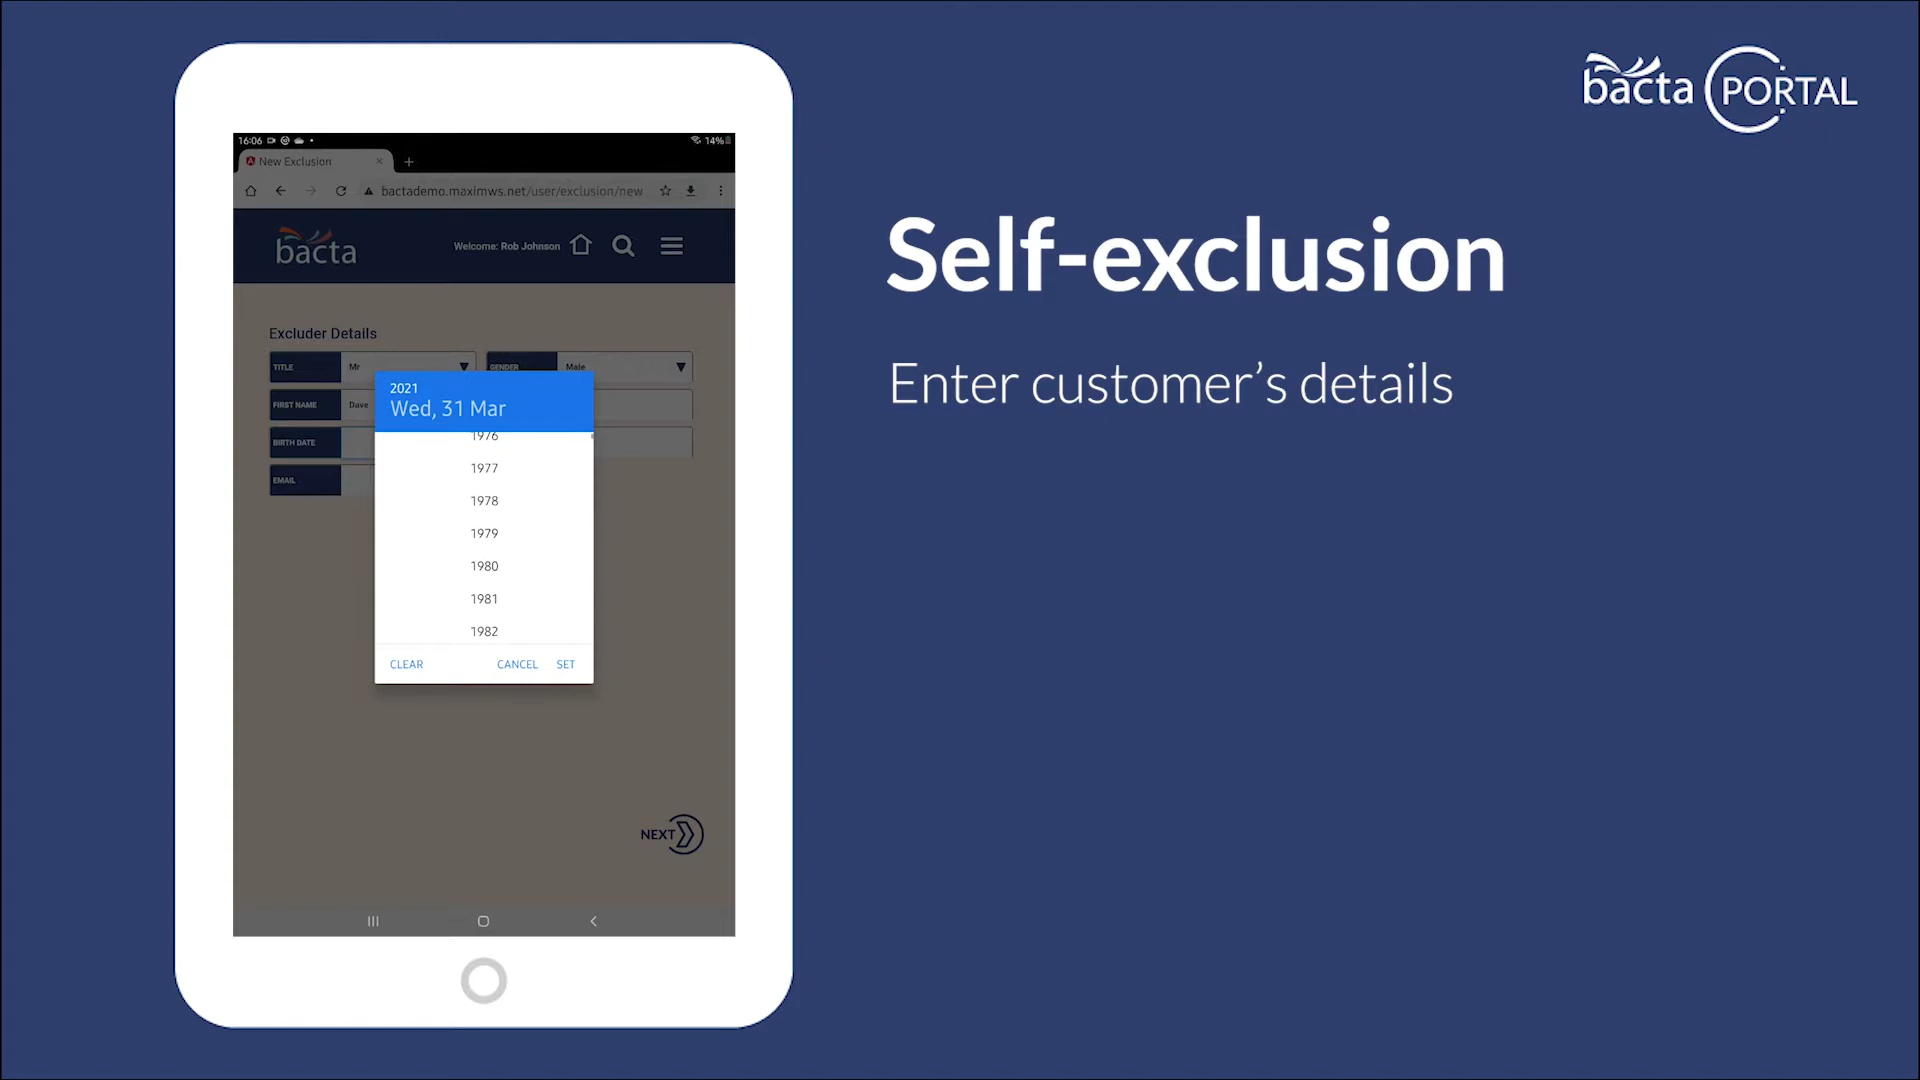 bacta PORTAL
16:06
14%
New Exclusion
bactademo.maximws.net/user/exclusion/new
bacta
Welcome: Rob Johnson
Excluder Details
TITLE
Mr
GENDER
Male
FIRST NAME
Dave
BIRTH DATE
EMAIL
2021
Wed, 31 Mar
1976
1977
1978
1979
1980
1981
1982
CLEAR
CANCEL
SET
NEXT
Self-exclusion
Enter customer’s details